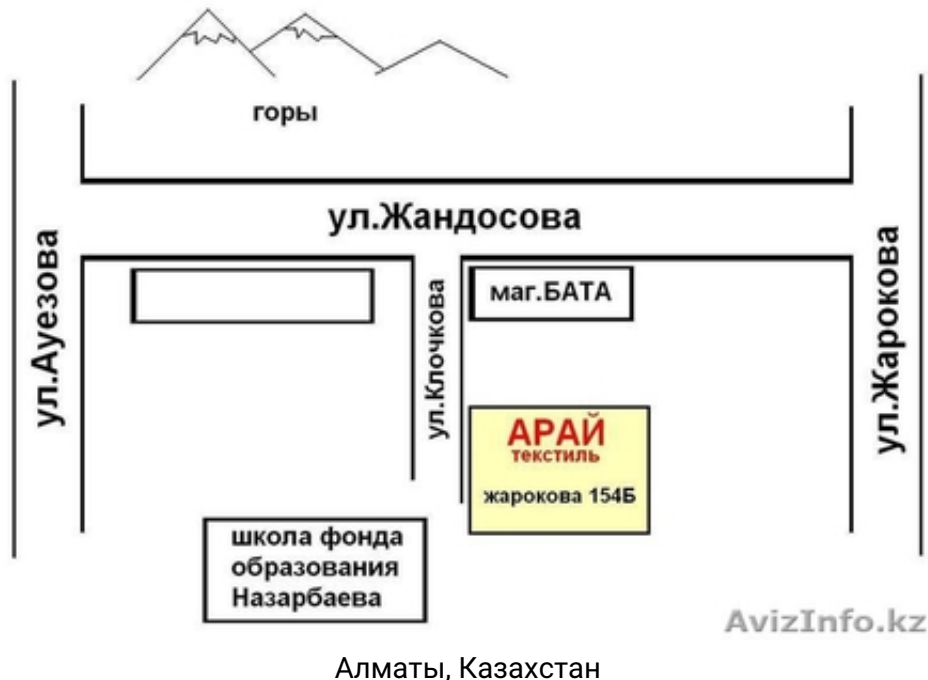 горы
ул.Жандосова
ул.Ауезова
ул.Клочкова
маг.БАТА
ул.Жарокова
АРАЙ
текстиль
жарокова 154Б
школа фонда
образования
Назарбаева
AvizInfo.kz
Алматы, Казахстан